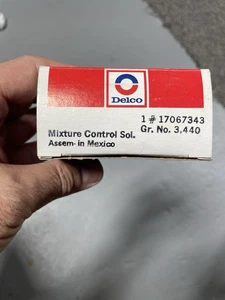 Delco
1 # 17067343
Mixture Control Sol. Gr. No. 3.440
Assem. in Mexico